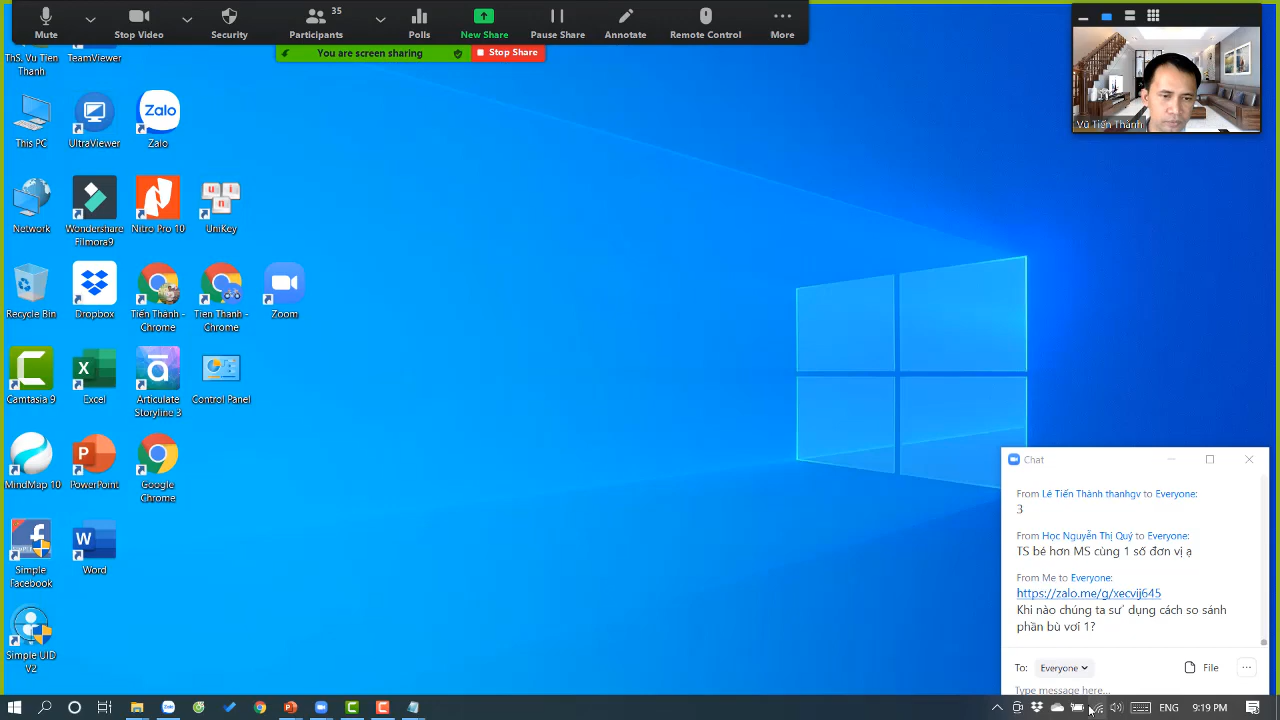 Mute
Stop Video
Security
35
Participants
Polls
New Share
Pause Share
Annotate
Remote Control
More
You are screen sharing
Stop Share
Vũ Tiến Thành
ThS. Vu Tien
Thanh
TeamViewer
This PC
UltraViewer
Zalo
Zalo
Network
Wondershare
Filmora9
Nitro Pro 10
UniKey
Recycle Bin
Dropbox
Tiến Thành -
Chrome
Tien Thanh -
Chrome
Zoom
Camtasia 9
Excel
Articulate
Storyline 3
Control Panel
MindMap 10
PowerPoint
Google
Chrome
Simple
Facebook
Word
Simple UID
V2
Chat
From Lê Tiến Thành thanhgv to Everyone:
3
From Học Nguyễn Thị Quý to Everyone:
TS bé hơn MS cùng 1 số đơn vị ạ
From Me to Everyone:
https://zalo.me/g/xecvij645
Khi nào chúng ta sử dụng cách so sánh
phần bù với 1?
To: Everyone
File
Type message here...
ENG
9:19 PM